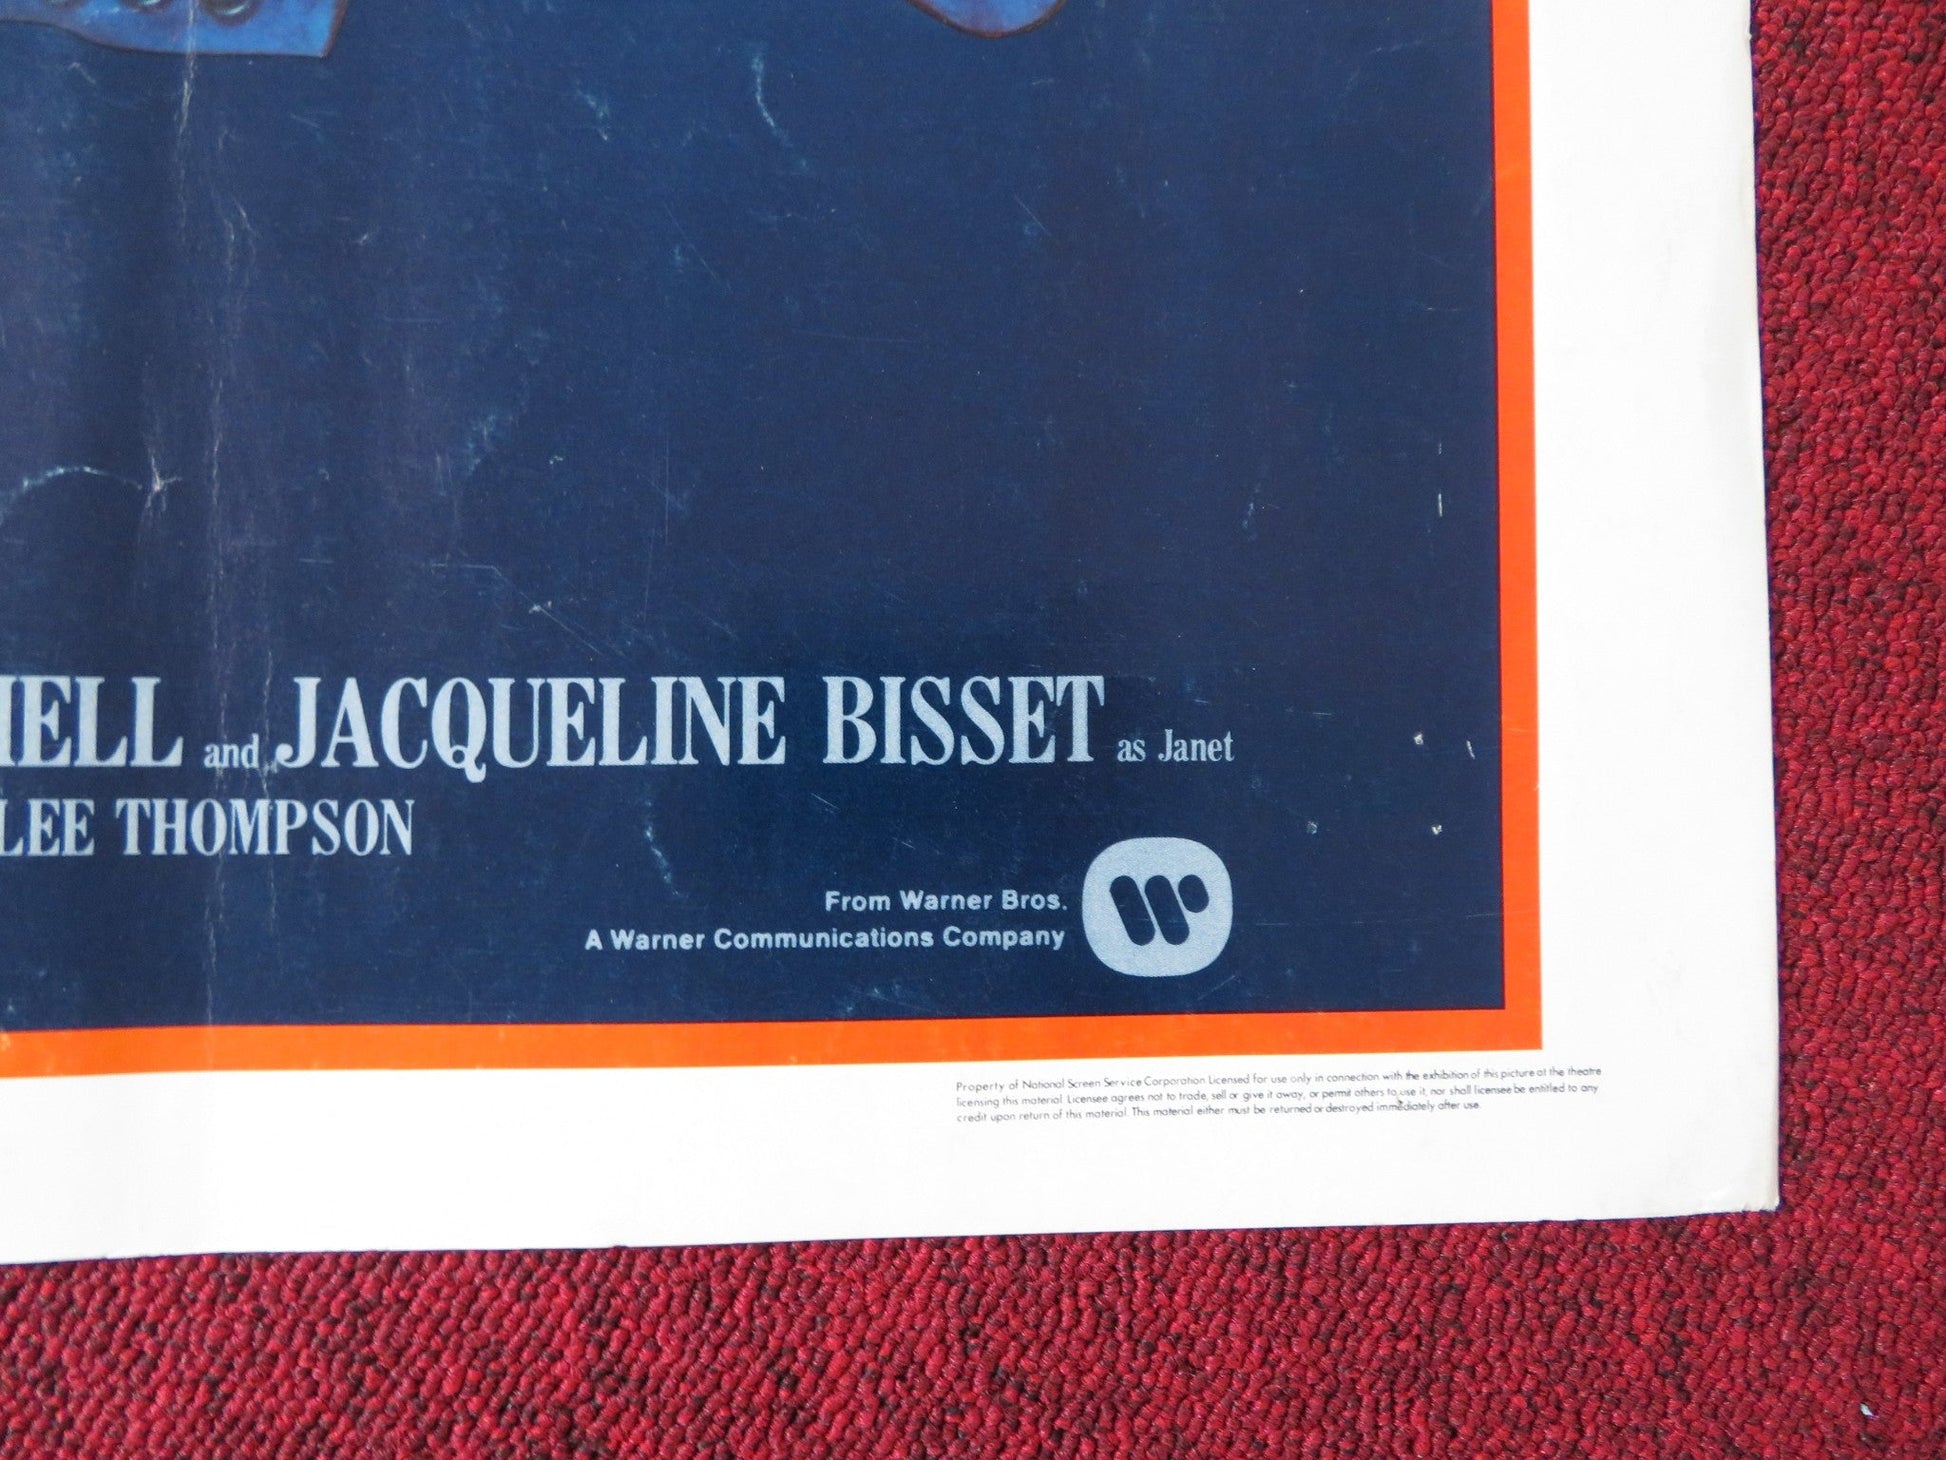 HELL and JACQUELINE BISSET as Janet
LEE THOMPSON
From Warner Bros.
A Warner Communications Company
Property of National Screen Service Corporation Licensed for use only in connection with the exhibition of this picture at the theatre
licensing this material. Licensee agrees not to trade, sell or give it away, or permit others to use it, nor shall licensee be entitled to any
credit upon return of this material. This material either must be returned or destroyed immediately after use.